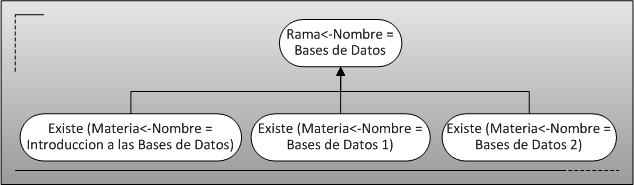 Rama<-Nombre =
Bases de Datos
Existe (Materia<-Nombre =
Introduccion a las Bases de Datos)
Existe (Materia<-Nombre =
Bases de Datos 1)
Existe (Materia<-Nombre =
Bases de Datos 2)